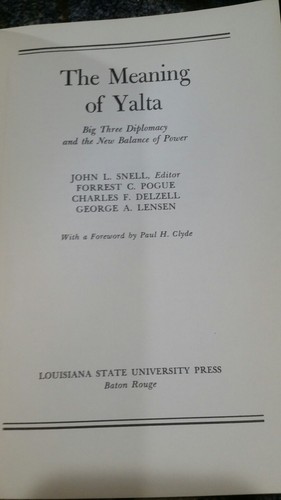 The Meaning
of Yalta
Big Three Diplomacy
and the New Balance of Power
JOHN L. SNELL, Editor
FORREST C. POGUE
CHARLES F. DELZELL
GEORGE A. LENSEN
With a Foreword by Paul H. Clyde
LOUISIANA STATE UNIVERSITY PRESS
Baton Rouge